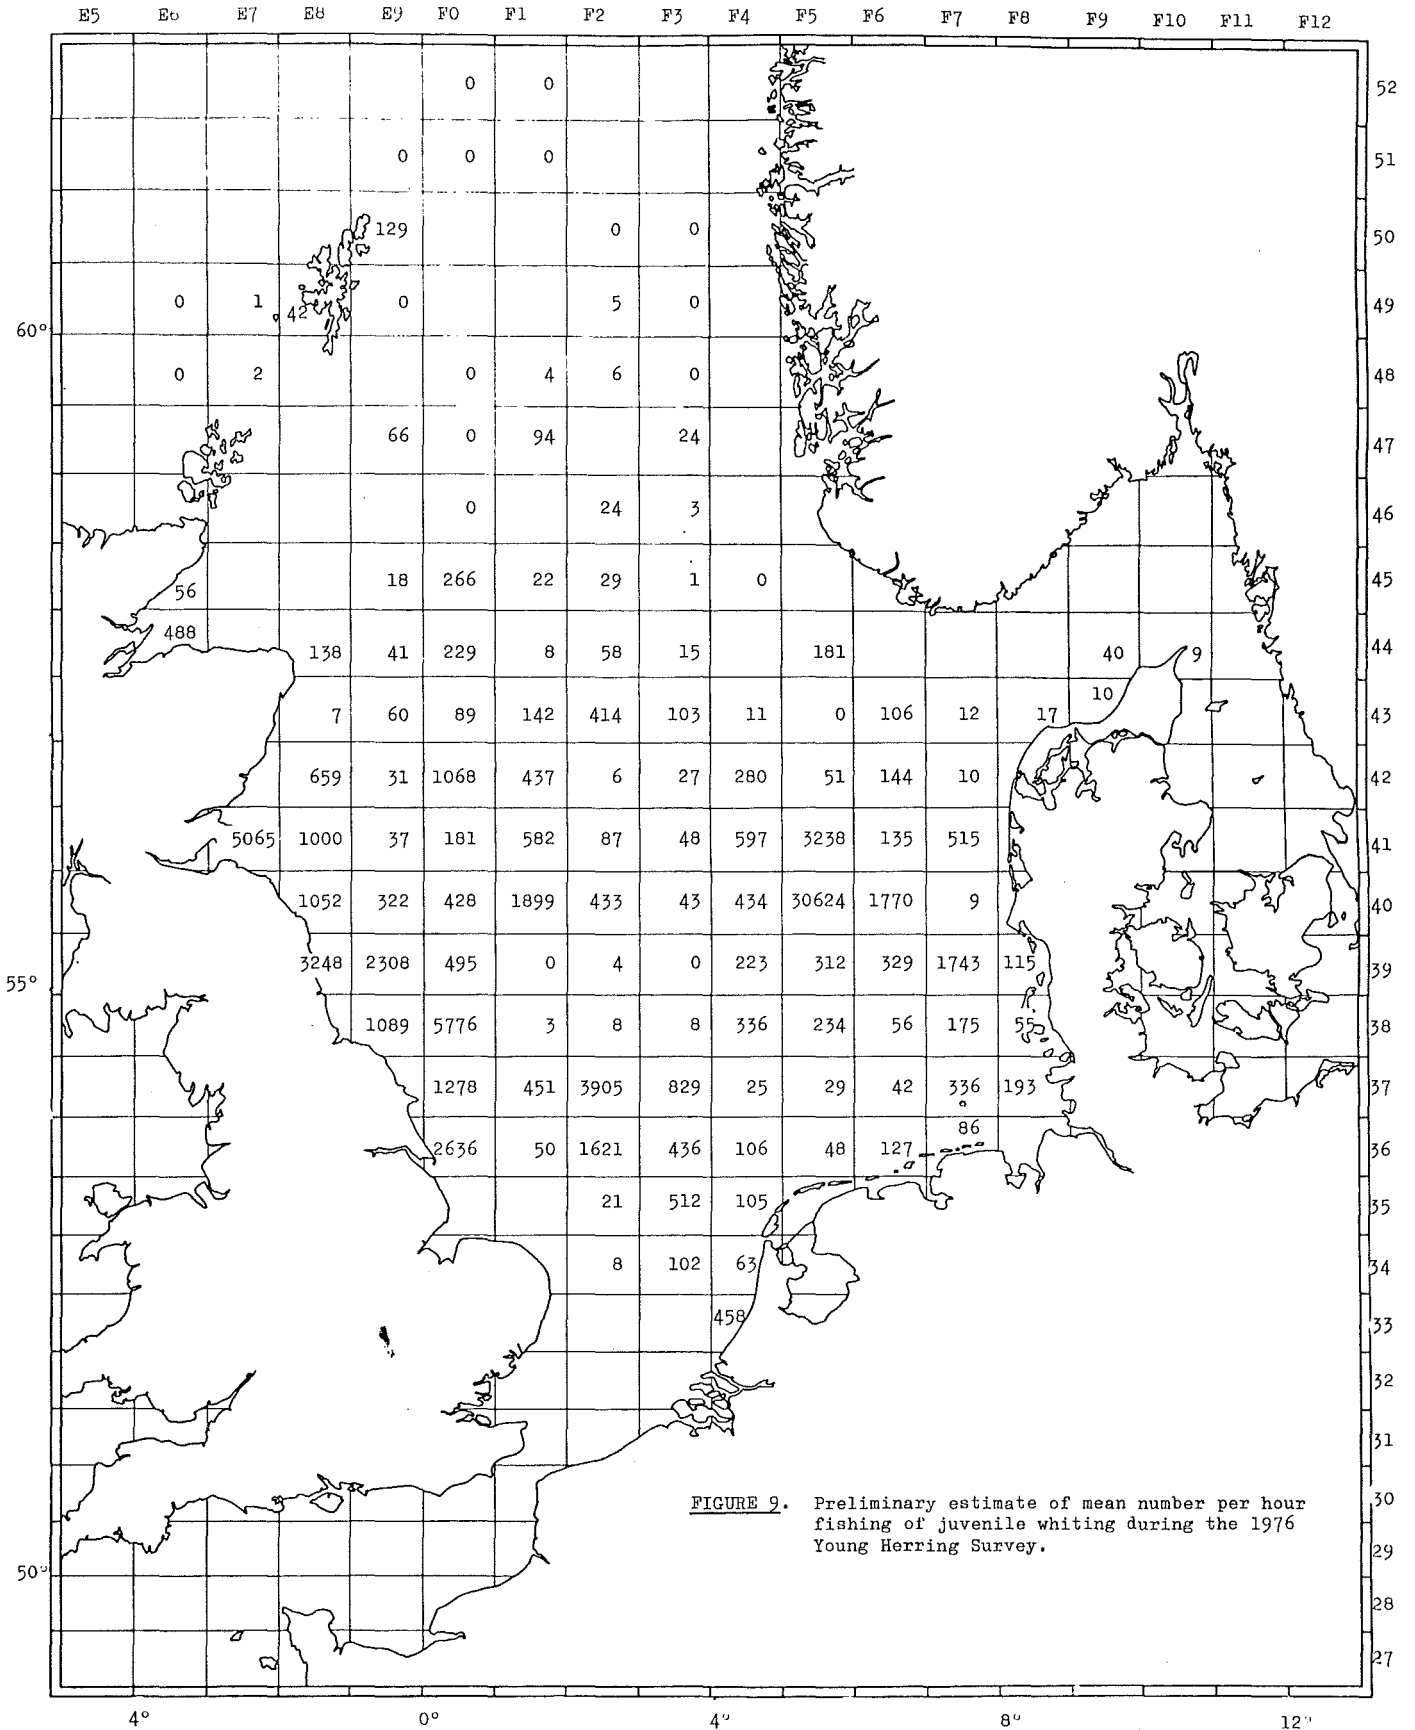 E5 E6 E7 E8 E9 F0 F1 F2 F3 F4 F5 F6 F7 F8 F9 F10 F11 F12
0 0 52
0 0 0 51
129 0 0 50
0 1 42 0 5 0 49
60°
0 2 0 4 6 0 48
66 0 94 24 47
0 24 3 46
56 18 266 22 29 1 0 45
488
138 41 229 8 58 15 181 40 9 44
10
7 60 89 142 414 103 11 0 106 12 17 43
659 31 1068 437 6 27 280 51 144 10 42
5065 1000 37 181 582 87 48 597 3238 135 515 41
1052 322 428 1899 433 43 434 30624 1770 9 40
3248 2308 495 0 4 0 223 312 329 1743 115 39
55°
1089 5776 3 8 8 336 234 56 175 55 38
1278 451 3905 829 25 29 42 336 193 37
86
2636 50 1621 436 106 48 127 36
21 512 105 35
8 102 63 34
458 33
32
31
30
FIGURE 9. Preliminary estimate of mean number per hour
fishing of juvenile whiting during the 1976
Young Herring Survey.
29
50°
28
27
4° 0° 4° 8° 12°